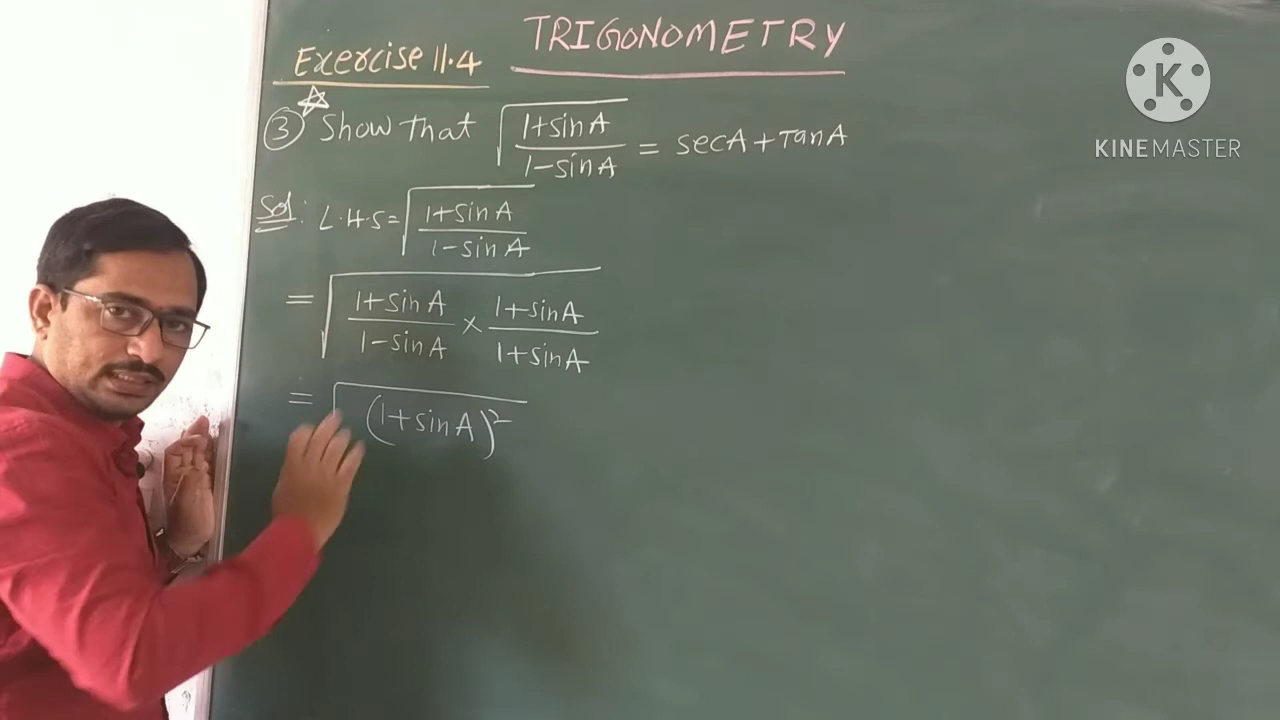 TRIGONOMETRY
Exercise 11.4
③ Show that √((1+sinA)/(1-sinA)) = secA + TanA
Sol: L.H.S = √((1+sinA)/(1-sinA))
= √((1+sinA)/(1-sinA) × (1+sinA)/(1+sinA))
= √((1+sinA)²
K
KINEMASTER